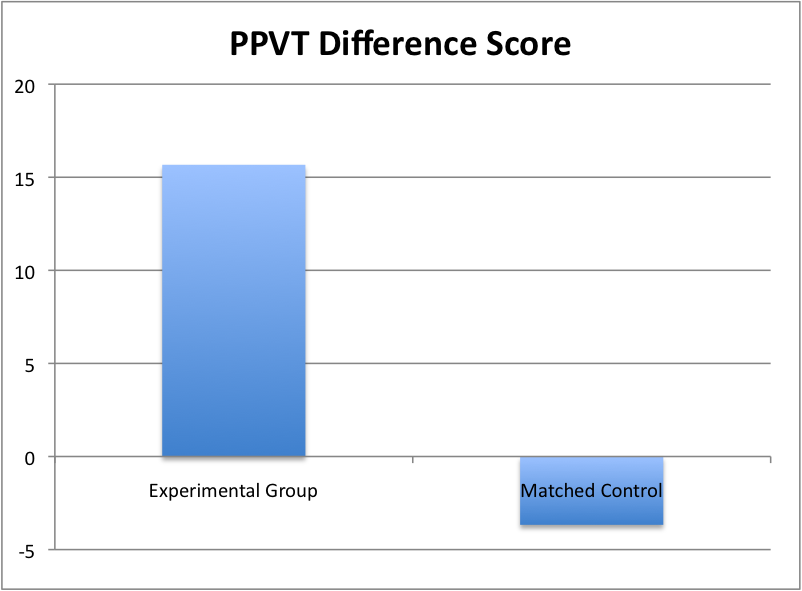 PPVT Difference Score
20
15
10
5
0
Experimental Group
Matched Control
-5